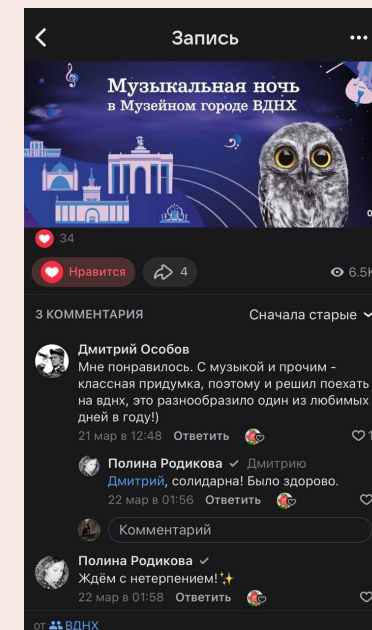 Запись
Музыкальная ночь
в Музейном городе ВДНХ
34
Нравится
4
6.5K
3 КОММЕНТАРИЯ
Сначала старые
Дмитрий Особов
Мне понравилось. С музыкой и прочим -
классная придумка, поэтому и решил поехать
на вднх, это разнообразило один из любимых
дней в году!)
21 мар в 12:48 Ответить
1
Полина Родикова Дмитрию
Дмитрий, солидарна! Было здорово.
22 мар в 01:56 Ответить
Комментарий
Полина Родикова
Ждём с нетерпением!✨
22 мар в 01:58 Ответить
от ВДНХ